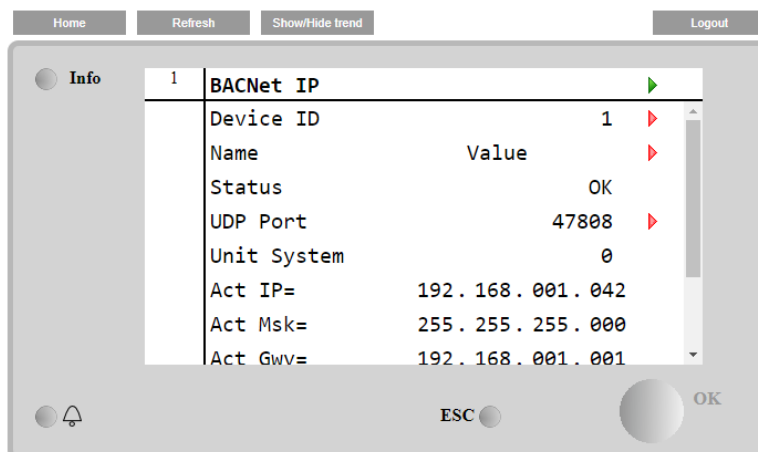 Home Refresh Show/Hide trend Logout
Info 1 BACNet IP
Device ID 1
Name Value
Status OK
UDP Port 47808
Unit System 0
Act IP= 192.168.001.042
Act Msk= 255.255.255.000
Act Gwy= 192.168.001.001
ESC OK